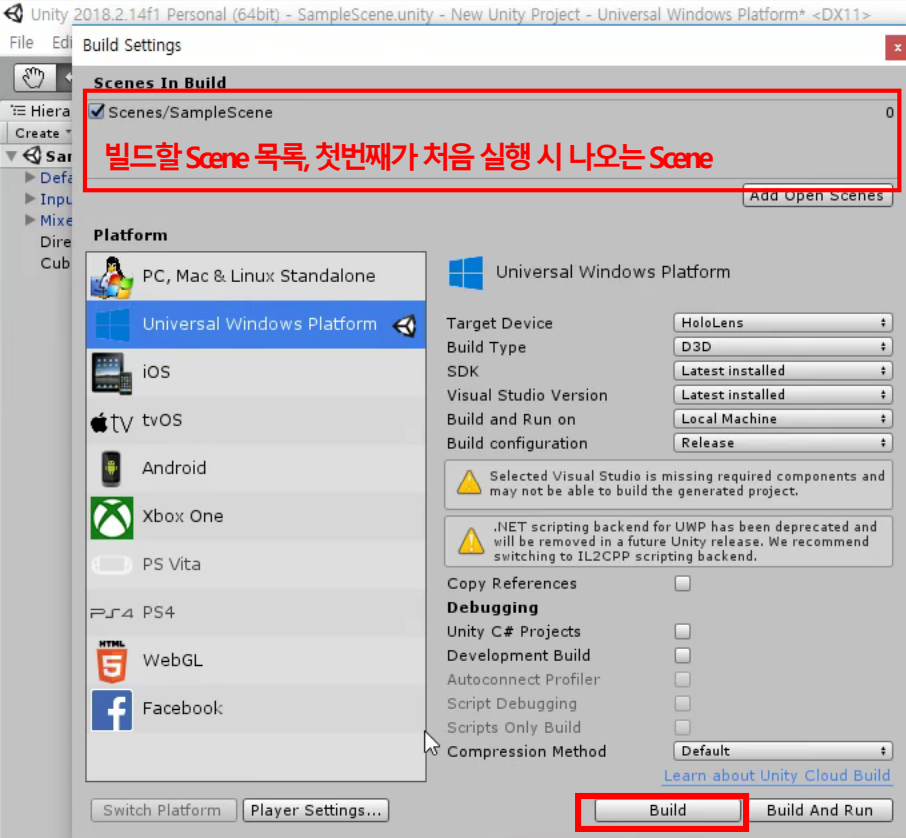 Unity 2018.2.14f1 Personal (64bit) - SampleScene.unity - New Unity Project - Universal Windows Platform* <DX11>
File
Build Settings
x
Scenes In Build
Hiera
Scenes/SampleScene
0
Create
빌드할 Scene 목록, 첫번째가 처음 실행 시 나오는 Scene
Add Open Scenes
Platform
PC, Mac & Linux Standalone
Universal Windows Platform
iOS
tv tvOS
Android
Xbox One
PS Vita
PS4 PS4
HTML
5 WebGL
f Facebook
Universal Windows Platform
Target Device HoloLens
Build Type D3D
SDK Latest installed
Visual Studio Version Latest installed
Build and Run on Local Machine
Build configuration Release
Selected Visual Studio is missing required components and
may not be able to build the generated project.
.NET scripting backend for UWP has been deprecated and
will be removed in a future Unity release. We recommend
switching to IL2CPP scripting backend.
Copy References
Debugging
Unity C# Projects
Development Build
Autoconnect Profiler
Script Debugging
Scripts Only Build
Compression Method Default
Learn about Unity Cloud Build
Switch Platform Player Settings... Build Build And Run